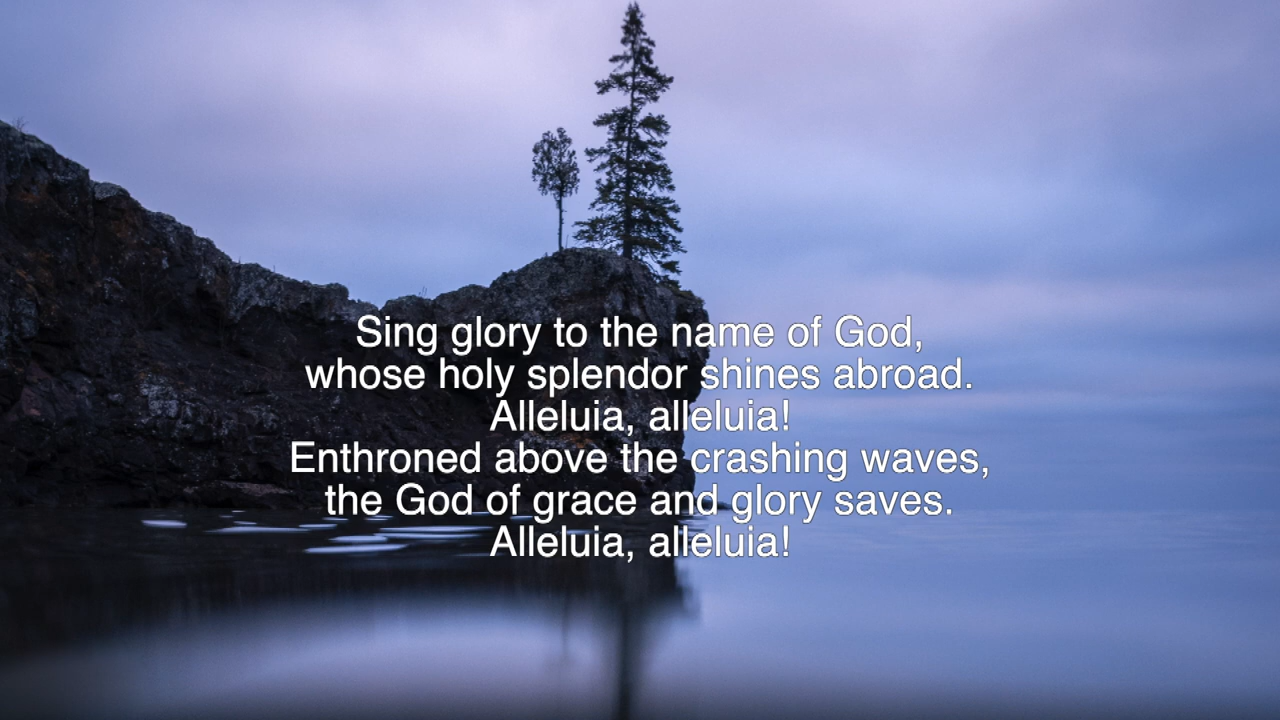 Sing glory to the name of God,
whose holy splendor shines abroad.
Alleluia, alleluia!
Enthroned above the crashing waves,
the God of grace and glory saves.
Alleluia, alleluia!